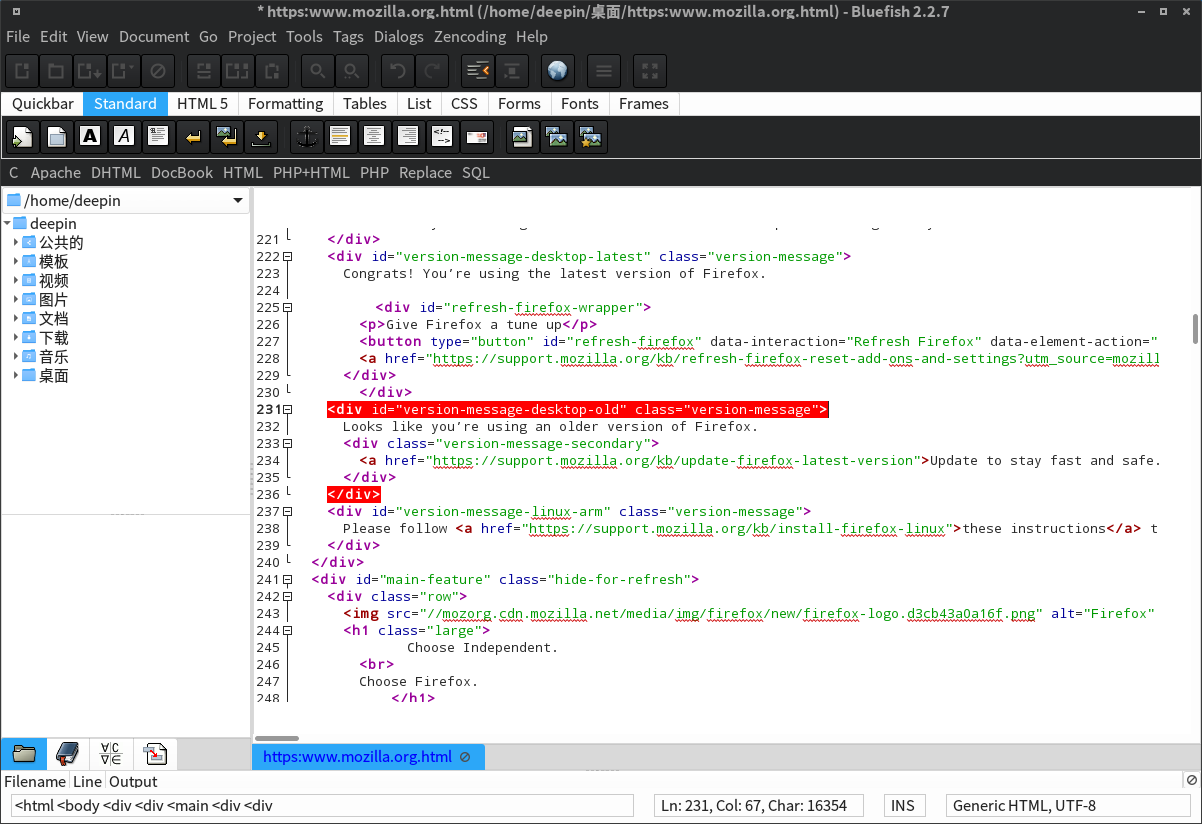 * https:www.mozilla.org.html (/home/deepin/桌面/https:www.mozilla.org.html) - Bluefish 2.2.7
File Edit View Document Go Project Tools Tags Dialogs Zencoding Help
Quickbar Standard HTML 5 Formatting Tables List CSS Forms Fonts Frames
C Apache DHTML DocBook HTML PHP+HTML PHP Replace SQL
/home/deepin
deepin
公共的
模板
视频
图片
文档
下载
音乐
桌面
221 </div>
222 <div id="version-message-desktop-latest" class="version-message">
223 Congrats! You’re using the latest version of Firefox.
224
225 <div id="refresh-firefox-wrapper">
226 <p>Give Firefox a tune up</p>
227 <button type="button" id="refresh-firefox" data-interaction="Refresh Firefox" data-element-action="
228 <a href="https://support.mozilla.org/kb/refresh-firefox-reset-add-ons-and-settings?utm_source=mozill
229 </div>
230 </div>
231 <div id="version-message-desktop-old" class="version-message">
232 Looks like you’re using an older version of Firefox.
233 <div class="version-message-secondary">
234 <a href="https://support.mozilla.org/kb/update-firefox-latest-version">Update to stay fast and safe.
235 </div>
236 </div>
237 <div id="version-message-linux-arm" class="version-message">
238 Please follow <a href="https://support.mozilla.org/kb/install-firefox-linux">these instructions</a> t
239 </div>
240 </div>
241 <div id="main-feature" class="hide-for-refresh">
242 <div class="row">
243 <img src="//mozorg.cdn.mozilla.net/media/img/firefox/new/firefox-logo.d3cb43a0a16f.png" alt="Firefox"
244 <h1 class="large">
245 Choose Independent.
246 <br>
247 Choose Firefox.
248 </h1>
https:www.mozilla.org.html
Filename Line Output
<html <body <div <div <main <div <div
Ln: 231, Col: 67, Char: 16354
INS
Generic HTML, UTF-8